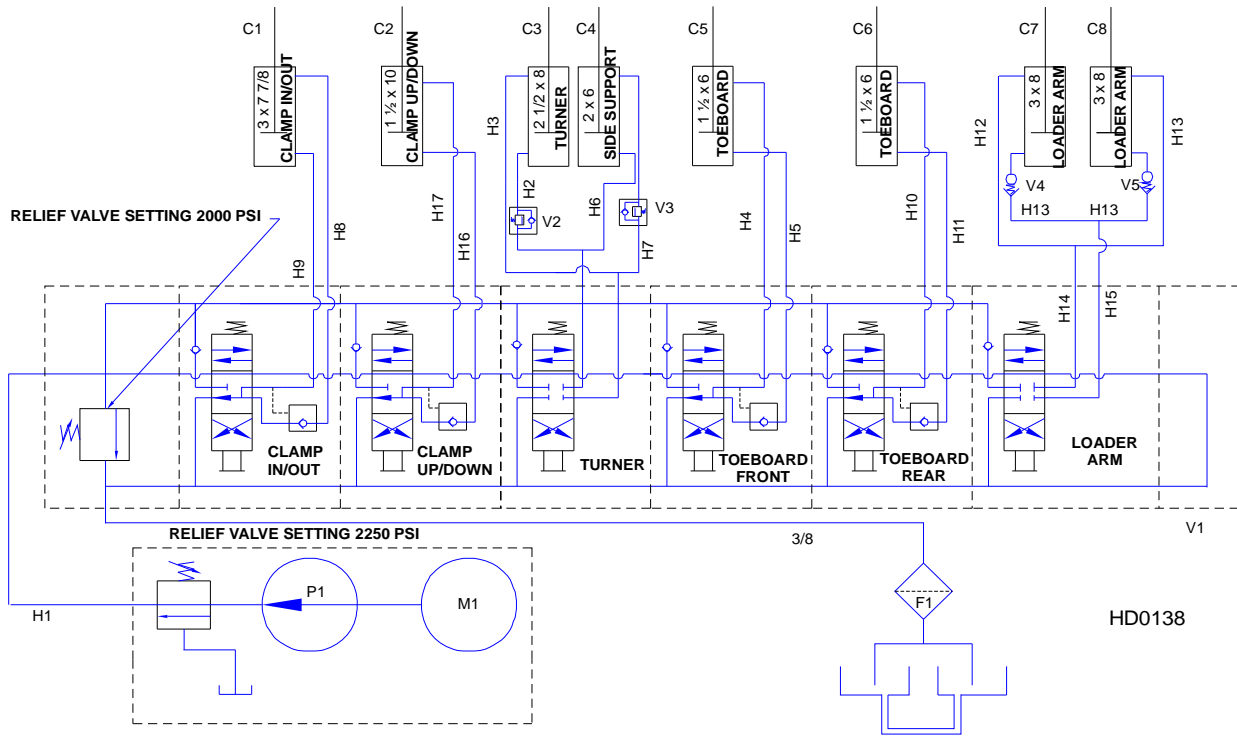 C1 C2 C3 C4 C5 C6 C7 C8
3 x 7 7/8
CLAMP IN/OUT
1 ½ x 10
CLAMP UP/DOWN
2 1/2 x 8
TURNER
2 x 6
SIDE SUPPORT
1 ½ x 6
TOEBOARD
1 ½ x 6
TOEBOARD
3 x 8
LOADER ARM
3 x 8
LOADER ARM
H3
H12
H13
H2
H6
V2
V3
V4
V5
H13
H13
RELIEF VALVE SETTING 2000 PSI
H9
H8
H17
H16
H7
H4
H5
H10
H11
H14
H15
CLAMP
IN/OUT
CLAMP
UP/DOWN
TURNER
TOEBOARD
FRONT
TOEBOARD
REAR
LOADER
ARM
RELIEF VALVE SETTING 2250 PSI
3/8
V1
H1
P1
M1
F1
HD0138